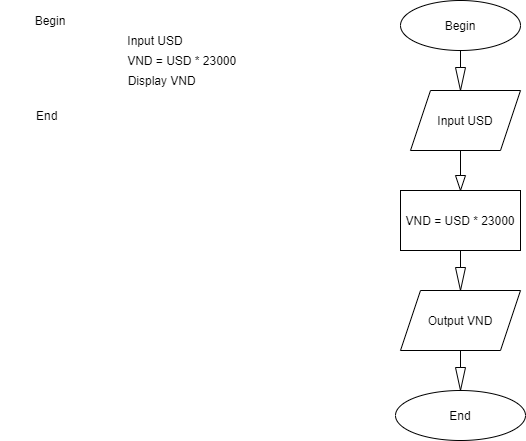 Begin
Input USD
VND = USD * 23000
Display VND
End
Begin
Input USD
VND = USD * 23000
Output VND
End